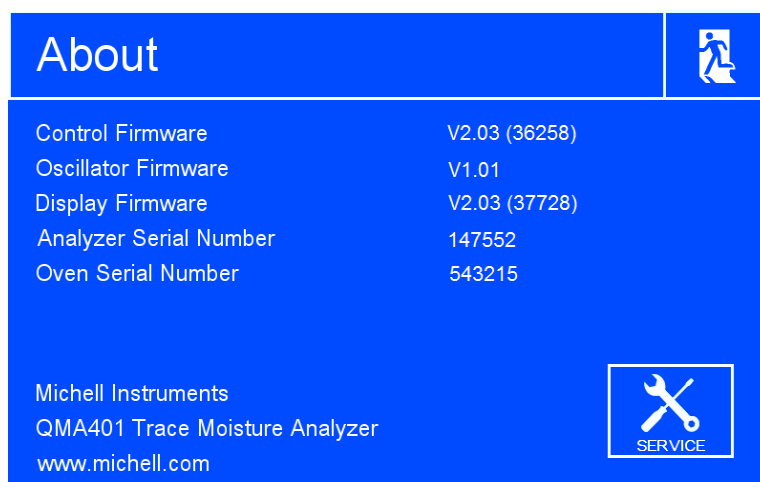 About
Control Firmware V2.03 (36258)
Oscillator Firmware V1.01
Display Firmware V2.03 (37728)
Analyzer Serial Number 147552
Oven Serial Number 543215
Michell Instruments
QMA401 Trace Moisture Analyzer
www.michell.com
SERVICE